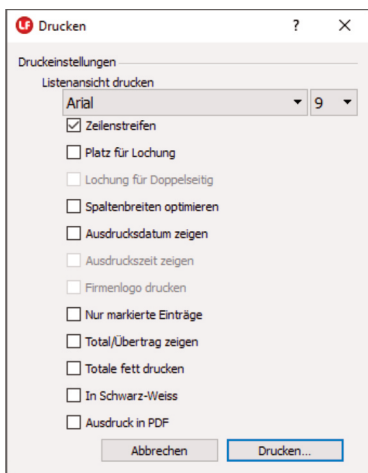 LF Drucken ?
Druckeinstellungen
Listenansicht drucken
Arial 9
Zeilenstreifen
Platz für Lochung
Lochung für Doppelseitig
Spaltenbreiten optimieren
Ausdrucksdatum zeigen
Ausdruckszeit zeigen
Firmenlogo drucken
Nur markierte Einträge
Total/Übertrag zeigen
Totale fett drucken
In Schwarz-Weiss
Ausdruck in PDF
Abbrechen Drucken...